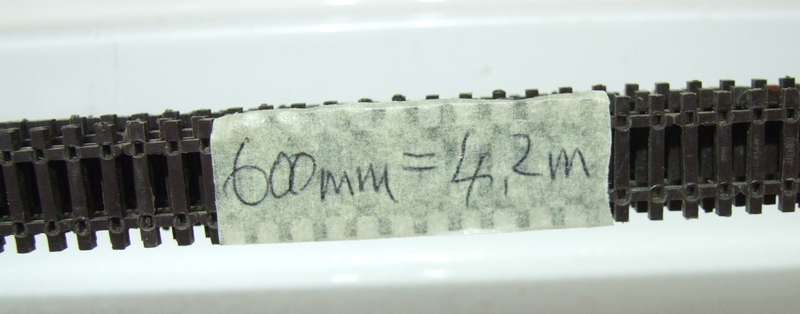 600mm = 4,2m